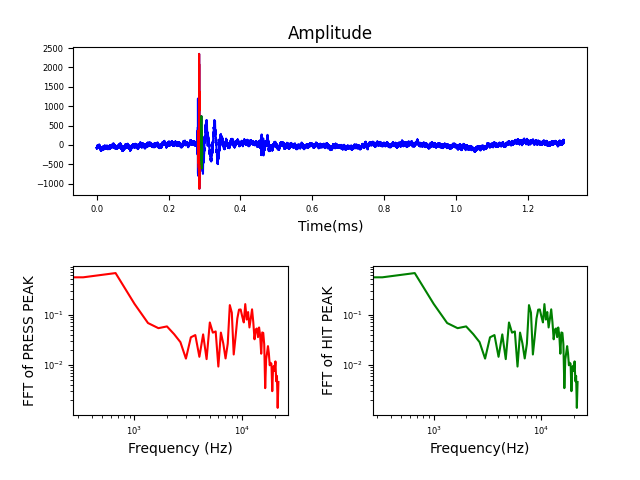 Amplitude
2500
2000
1500
1000
500
0
−500
−1000
0.0 0.2 0.4 0.6 0.8 1.0 1.2
Time(ms)
FFT of PRESS PEAK
10⁻¹
10⁻²
10³ 10⁴
Frequency (Hz)
FFT of HIT PEAK
10⁻¹
10⁻²
10³ 10⁴
Frequency(Hz)